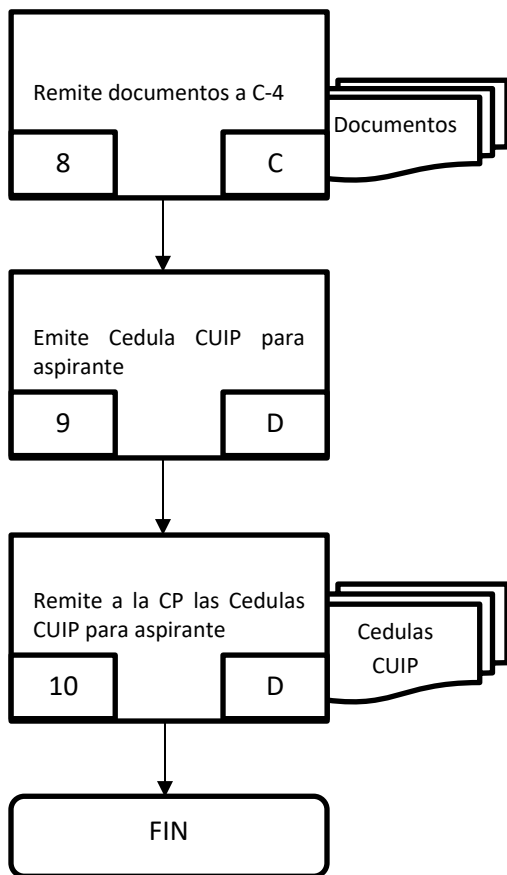 Remite documentos a C-4
Documentos
8
C
Emite Cedula CUIP para
aspirante
9
D
Remite a la CP las Cedulas
CUIP para aspirante
Cedulas
CUIP
10
D
FIN